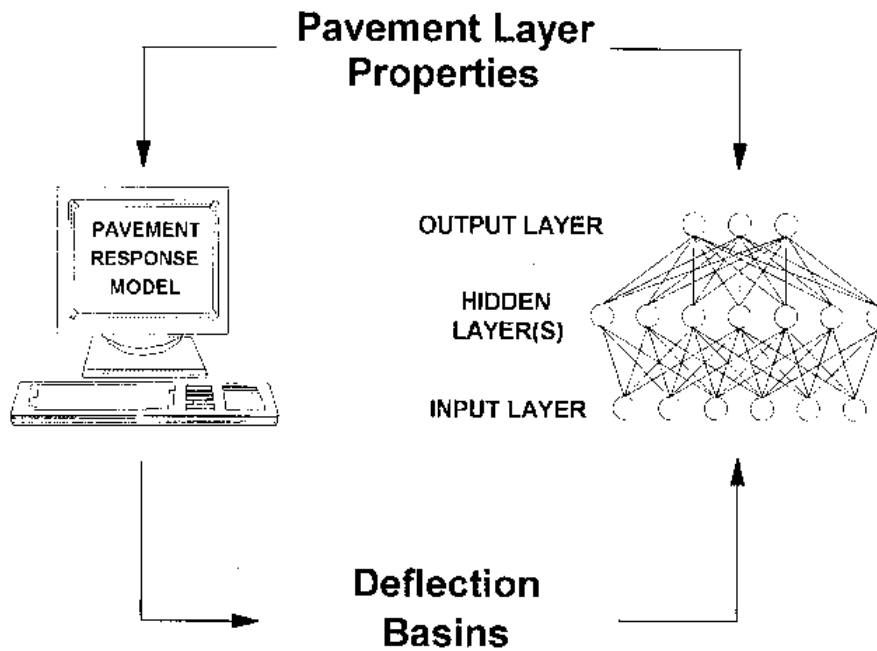 Pavement Layer
Properties
PAVEMENT
RESPONSE
MODEL
OUTPUT LAYER
HIDDEN
LAYER(S)
INPUT LAYER
Deflection
Basins